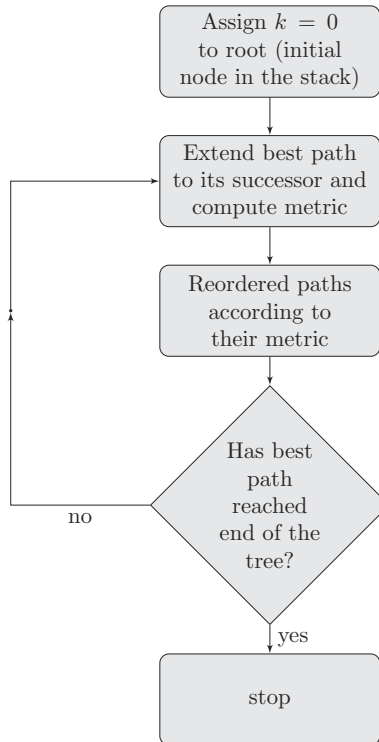 Assign k = 0
to root (initial
node in the stack)
Extend best path
to its successor and
compute metric
Reordered paths
according to
their metric
Has best
path
reached
end of the
tree?
no
yes
stop